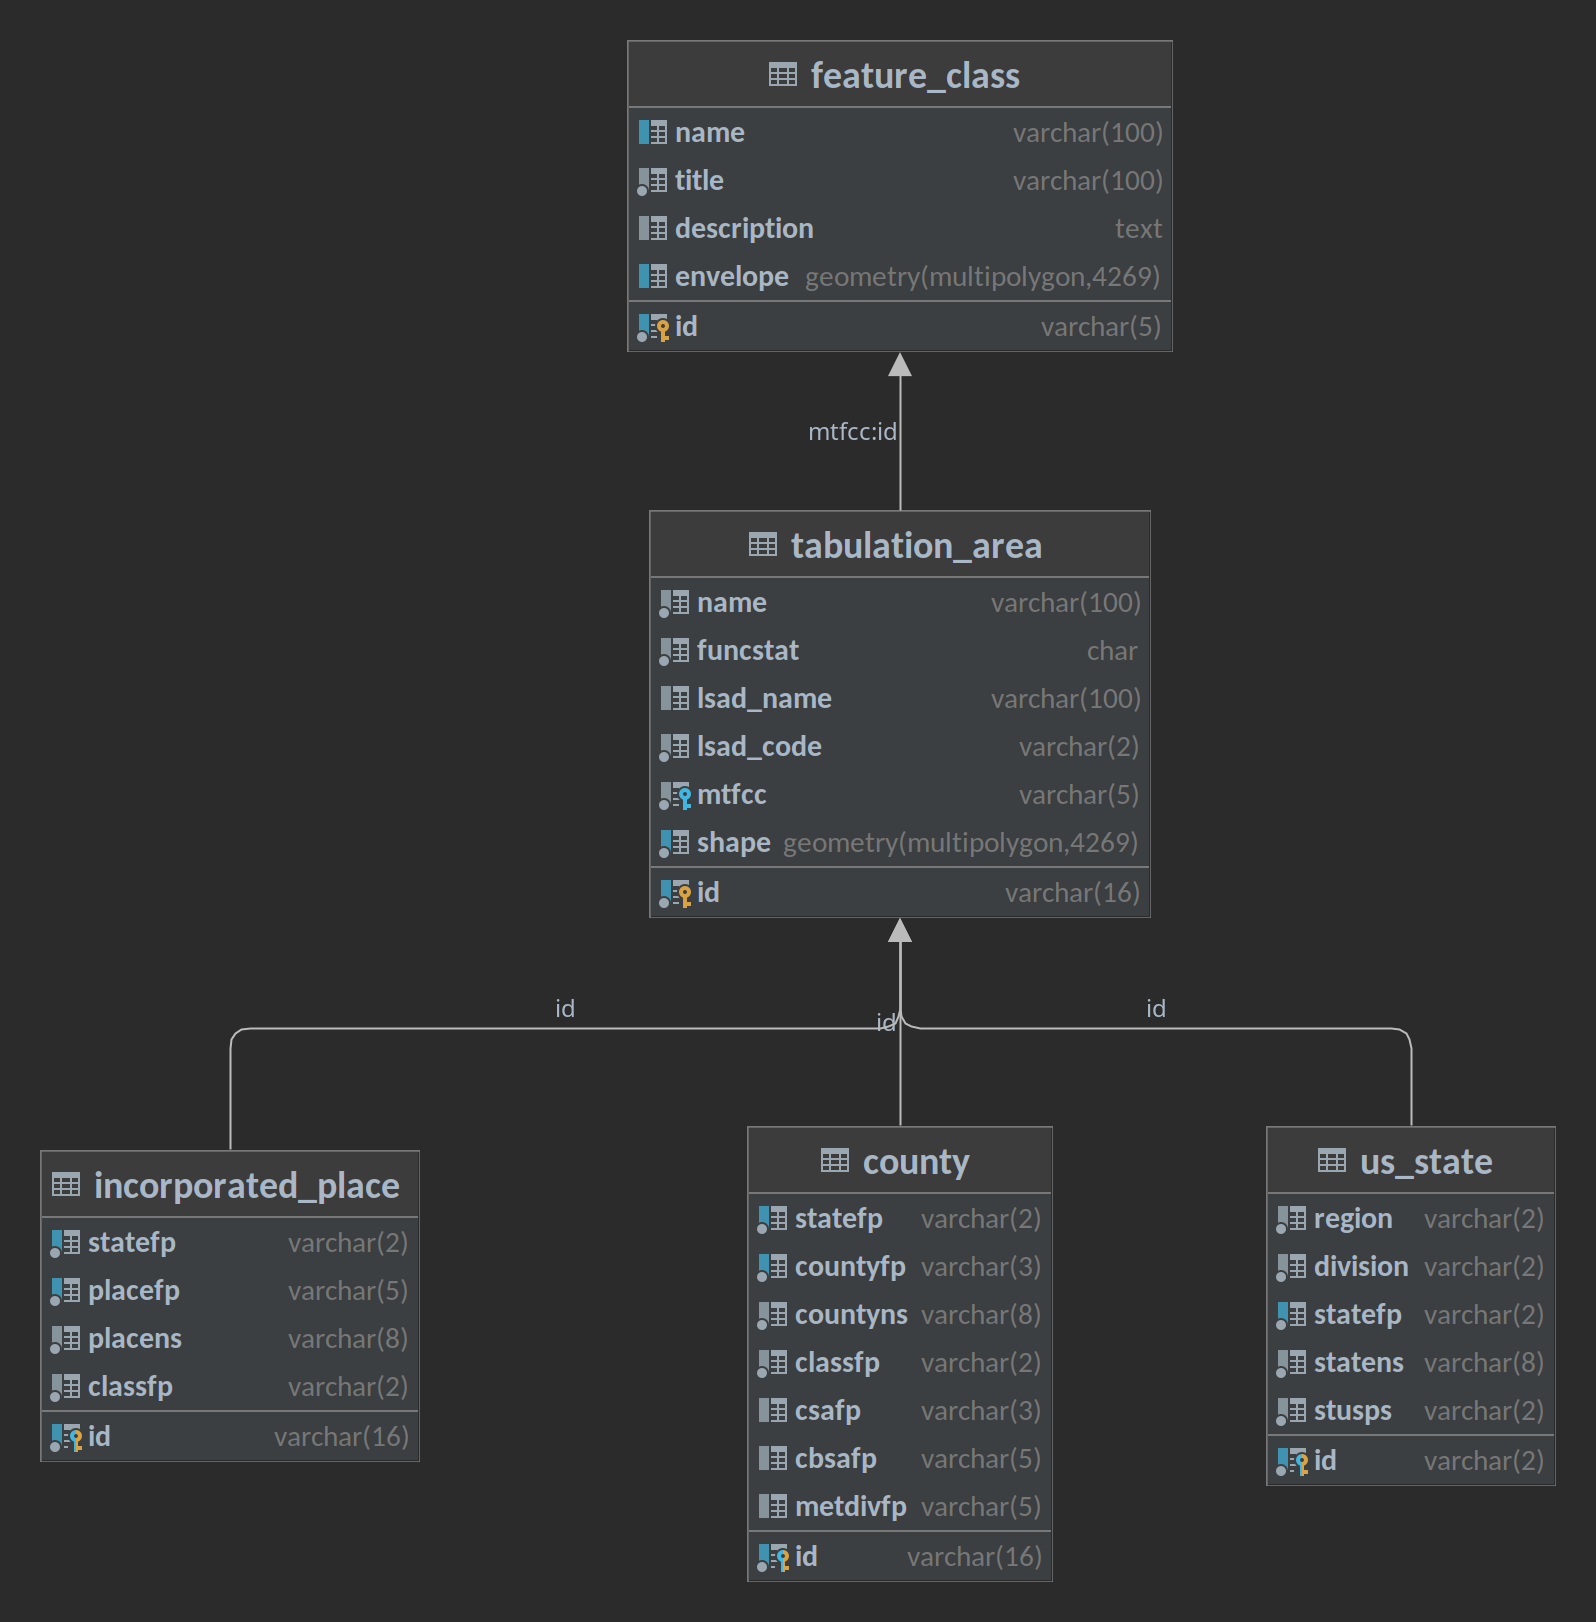 feature_class
name varchar(100)
title varchar(100)
description text
envelope geometry(multipolygon,4269)
id varchar(5)
mtfcc:id
tabulation_area
name varchar(100)
funcstat char
lsad_name varchar(100)
lsad_code varchar(2)
mtfcc varchar(5)
shape geometry(multipolygon,4269)
id varchar(16)
id
id
id
incorporated_place
statefp varchar(2)
placefp varchar(5)
placens varchar(8)
classfp varchar(2)
id varchar(16)
county
statefp varchar(2)
countyfp varchar(3)
countyns varchar(8)
classfp varchar(2)
csafp varchar(3)
cbsafp varchar(5)
metdivfp varchar(5)
id varchar(16)
us_state
region varchar(2)
division varchar(2)
statefp varchar(2)
statens varchar(8)
stusps varchar(2)
id varchar(2)